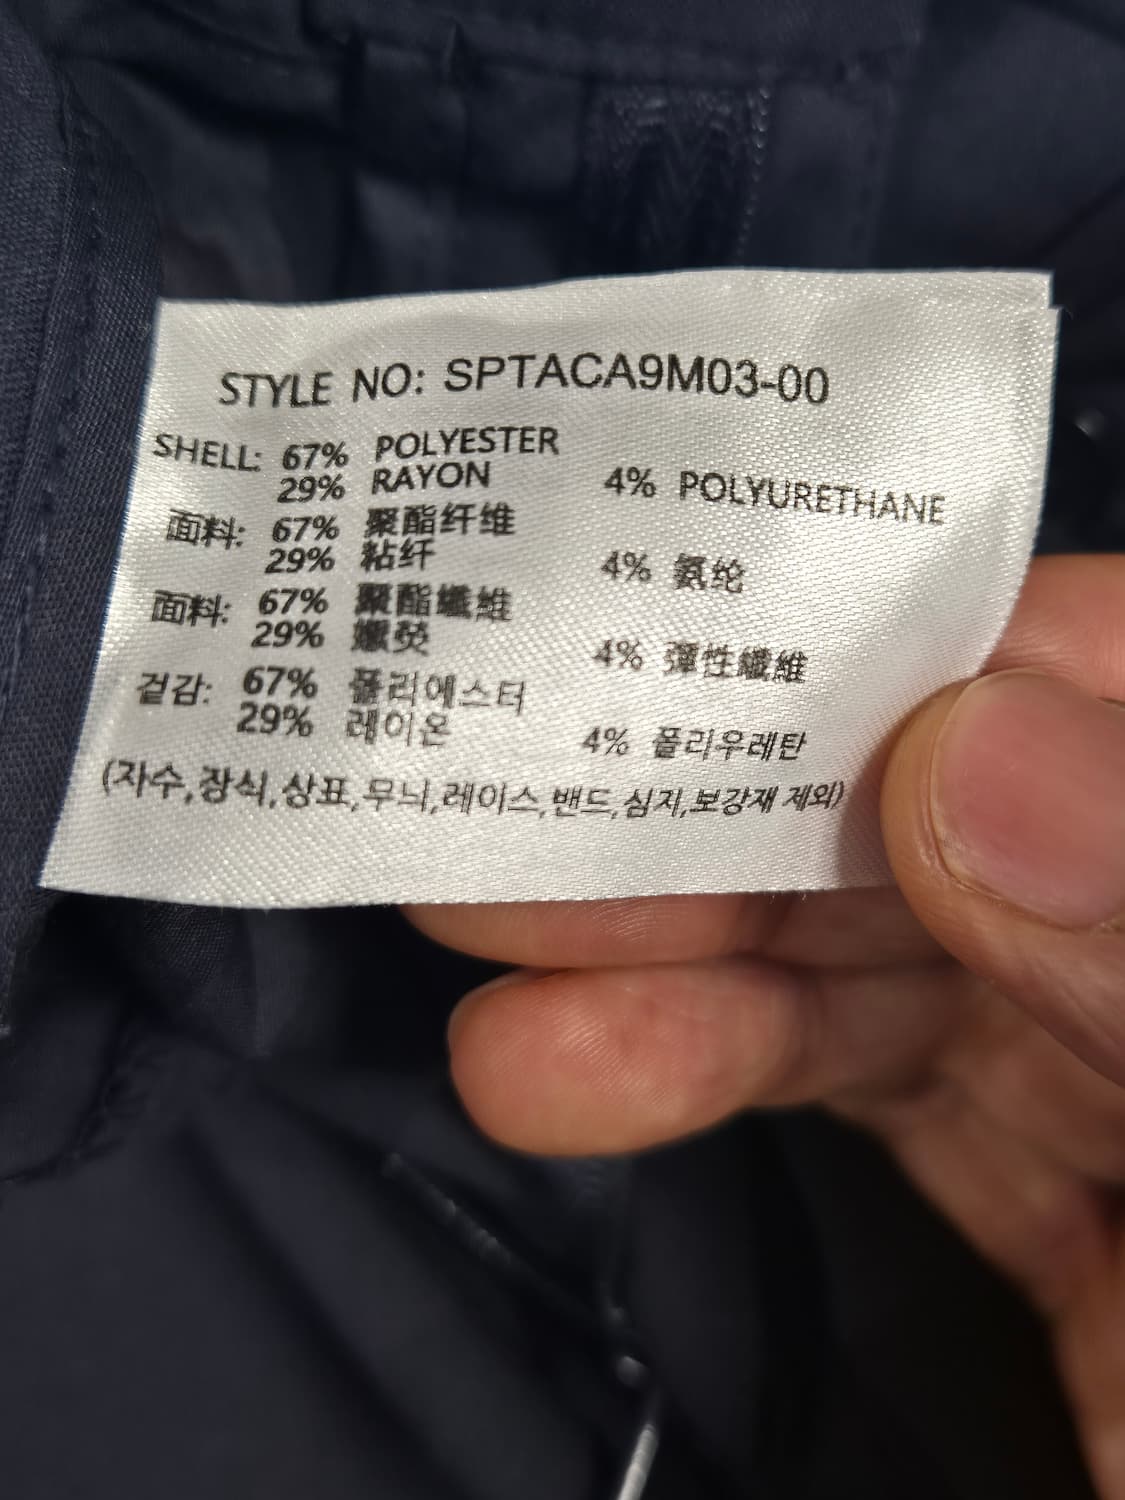 STYLE NO: SPTACA9M03-00
SHELL: 67% POLYESTER
29% RAYON 4% POLYURETHANE
面料: 67% 聚酯纤维
29% 粘纤 4% 氨纶
面料: 67% 聚酯纖維
29% 嫘熒 4% 彈性纖維
겉감: 67% 폴리에스터
29% 레이온 4% 폴리우레탄
(자수,장식,상표,무늬,레이스,밴드,심지,보강재 제외)